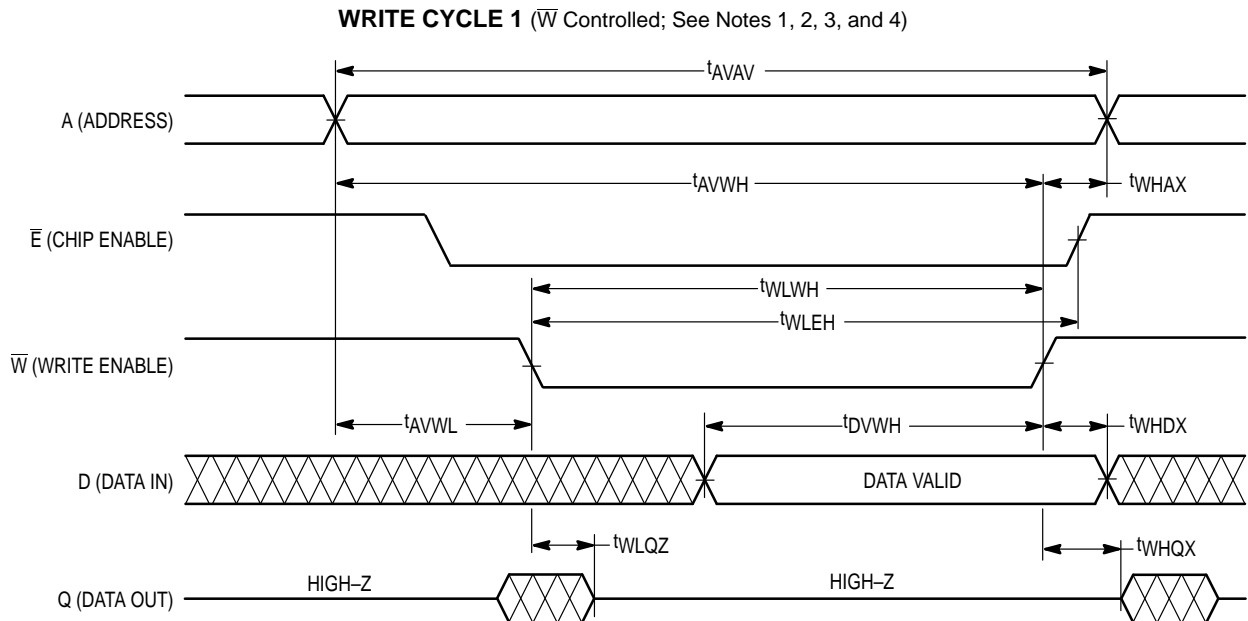 WRITE CYCLE 1 (W̅ Controlled; See Notes 1, 2, 3, and 4)
tAVAV
A (ADDRESS)
tAVWH
tWHAX
E̅ (CHIP ENABLE)
tWLWH
tWLEH
W̅ (WRITE ENABLE)
tAVWL
tDVWH
tWHDX
D (DATA IN)
DATA VALID
tWLQZ
tWHQX
HIGH–Z
HIGH–Z
Q (DATA OUT)